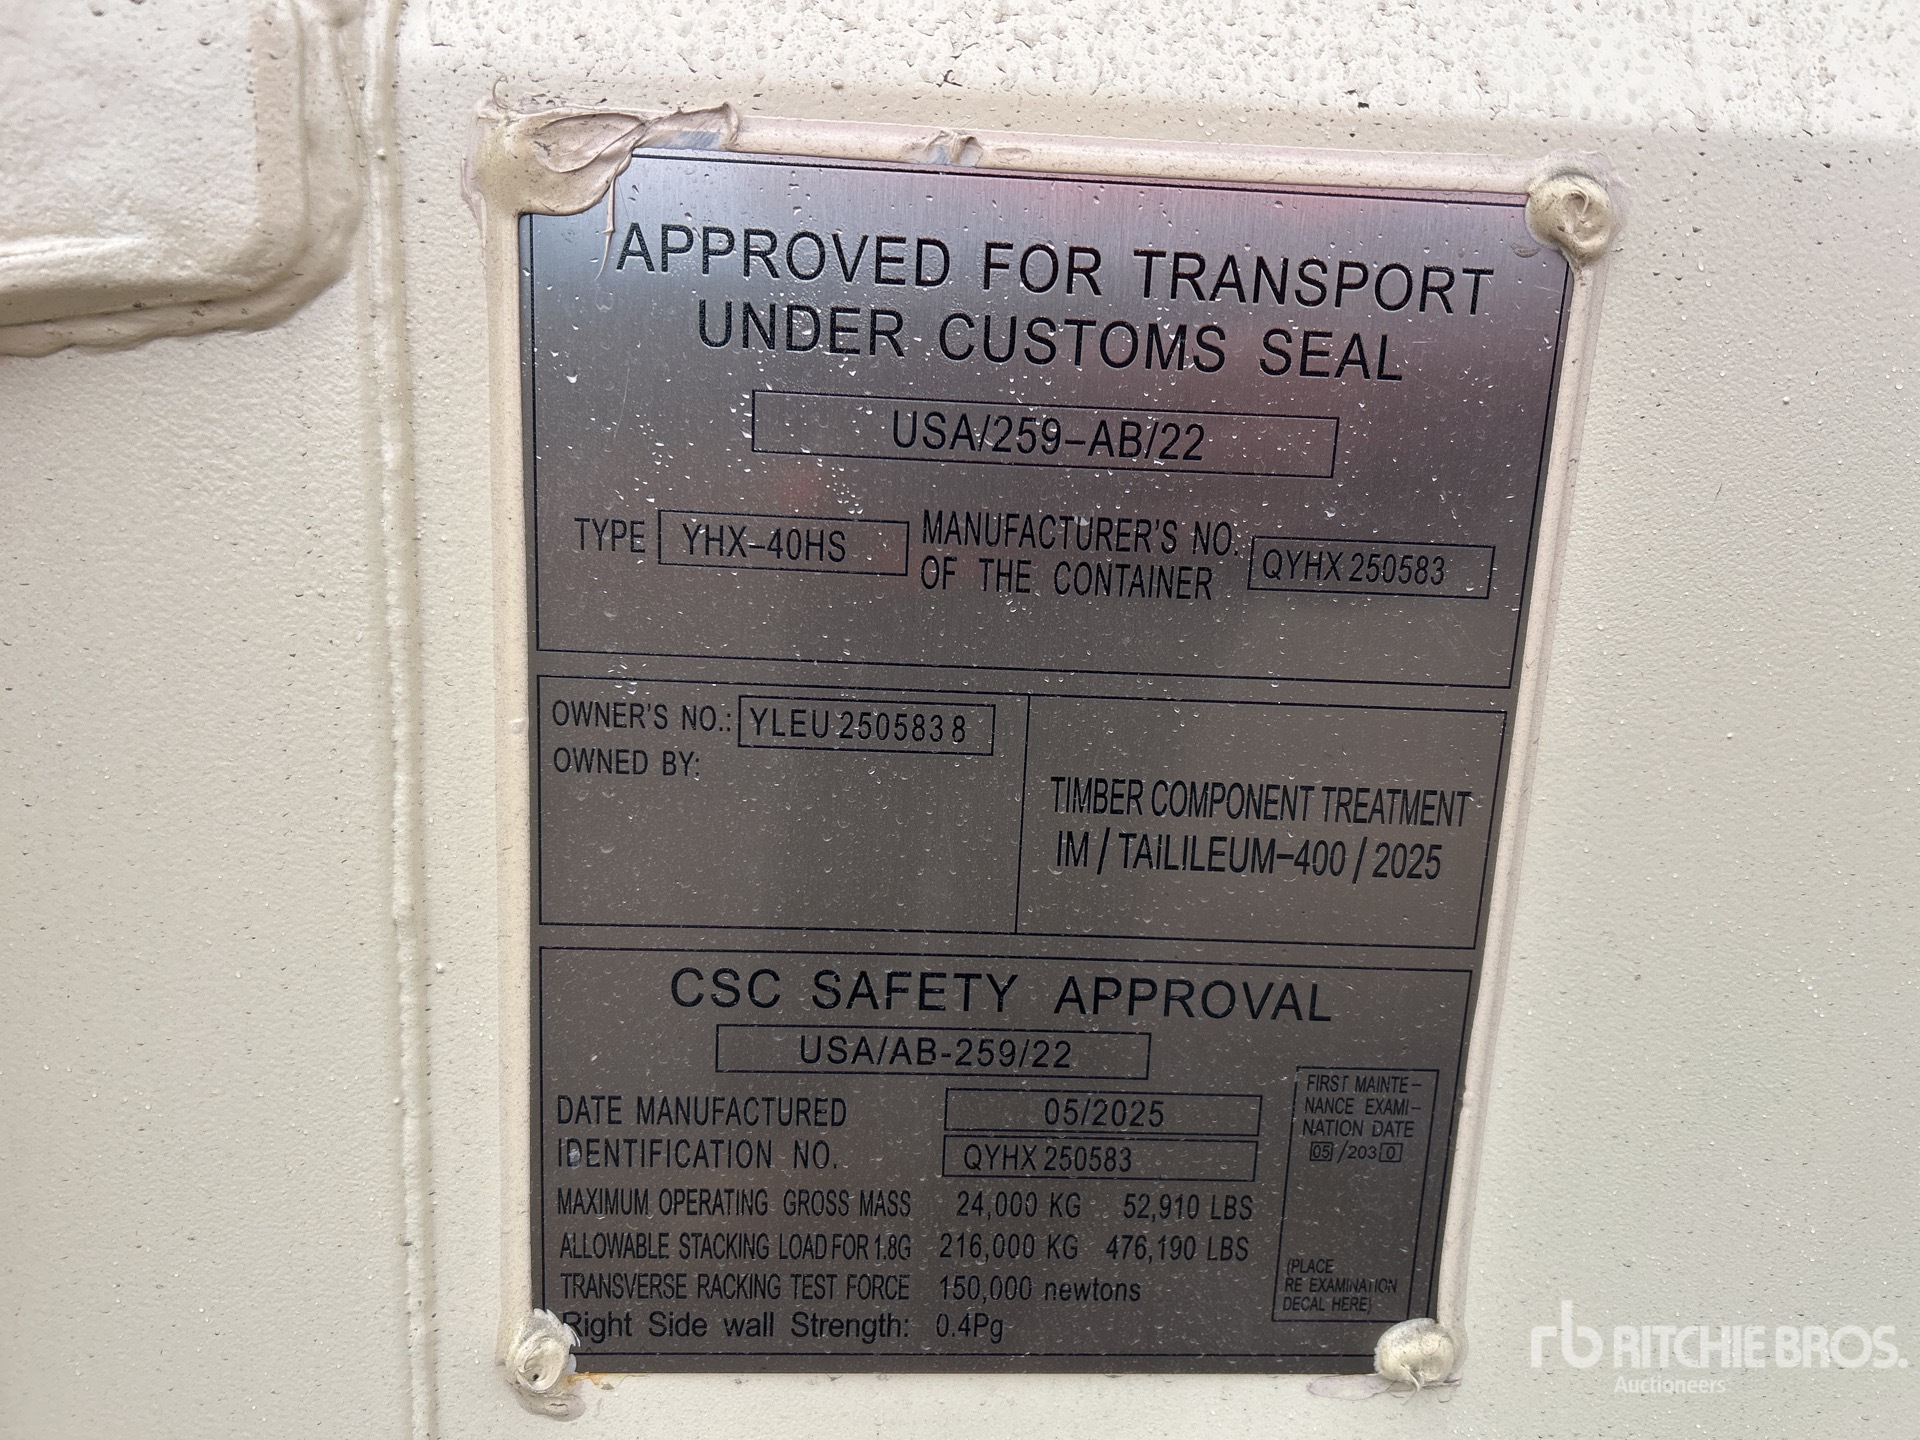 APPROVED FOR TRANSPORT
UNDER CUSTOMS SEAL
USA/259-AB/22
TYPE YHX-40HS MANUFACTURER'S NO. OF THE CONTAINER QYHX 250583
OWNER'S NO.: YLEU 250583 8
OWNED BY:
TIMBER COMPONENT TREATMENT
IM / TAILILEUM-400 / 2025
CSC SAFETY APPROVAL
USA/AB-259/22
DATE MANUFACTURED 05/2025
IDENTIFICATION NO. QYHX 250583
MAXIMUM OPERATING GROSS MASS 24,000 KG 52,910 LBS
ALLOWABLE STACKING LOAD FOR 1.8G 216,000 KG 476,190 LBS
TRANSVERSE RACKING TEST FORCE 150,000 newtons
Right Side wall Strength: 0.4Pg
FIRST MAINTE-
NANCE EXAMI-
NATION DATE
05/2030
(PLACE
RE EXAMINATION
DECAL HERE)
rb RITCHIE BROS.
Auctioneers